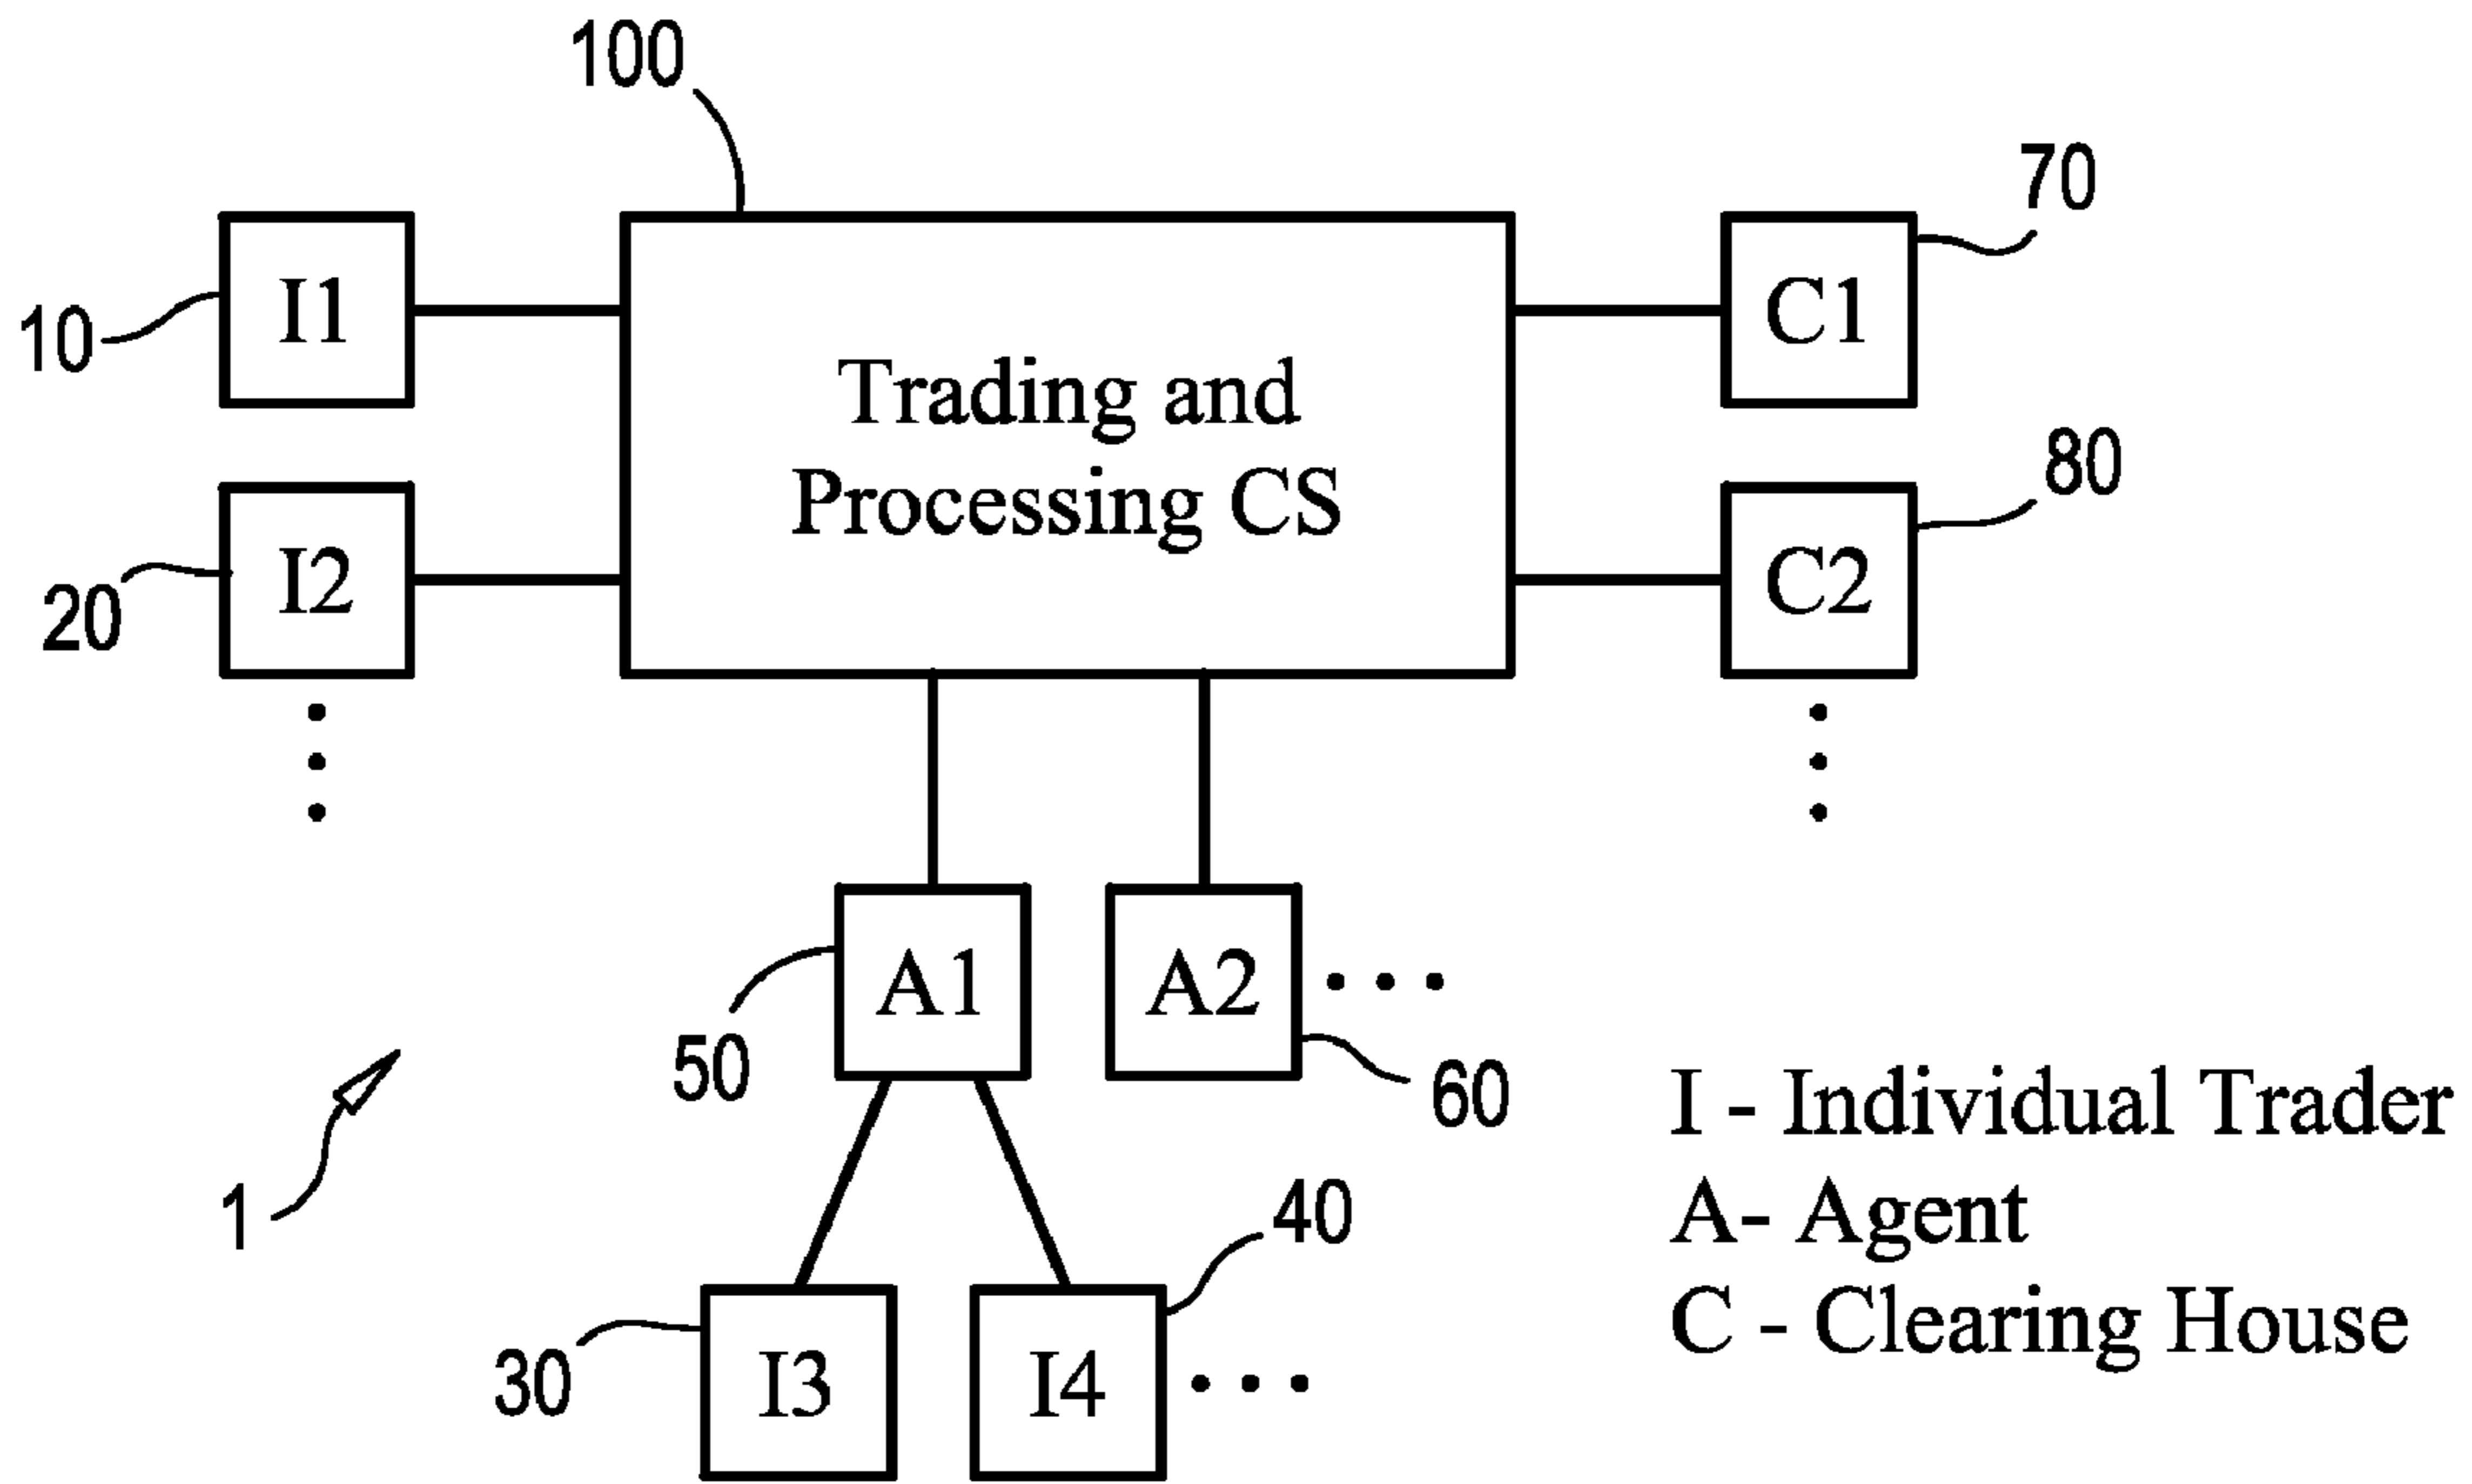 100
70
I1
C1
10
Trading and
Processing CS
80
I2
C2
20
A1
A2
50
60
I - Individual Trader
1
40
A- Agent
30
I3
I4
C - Clearing House